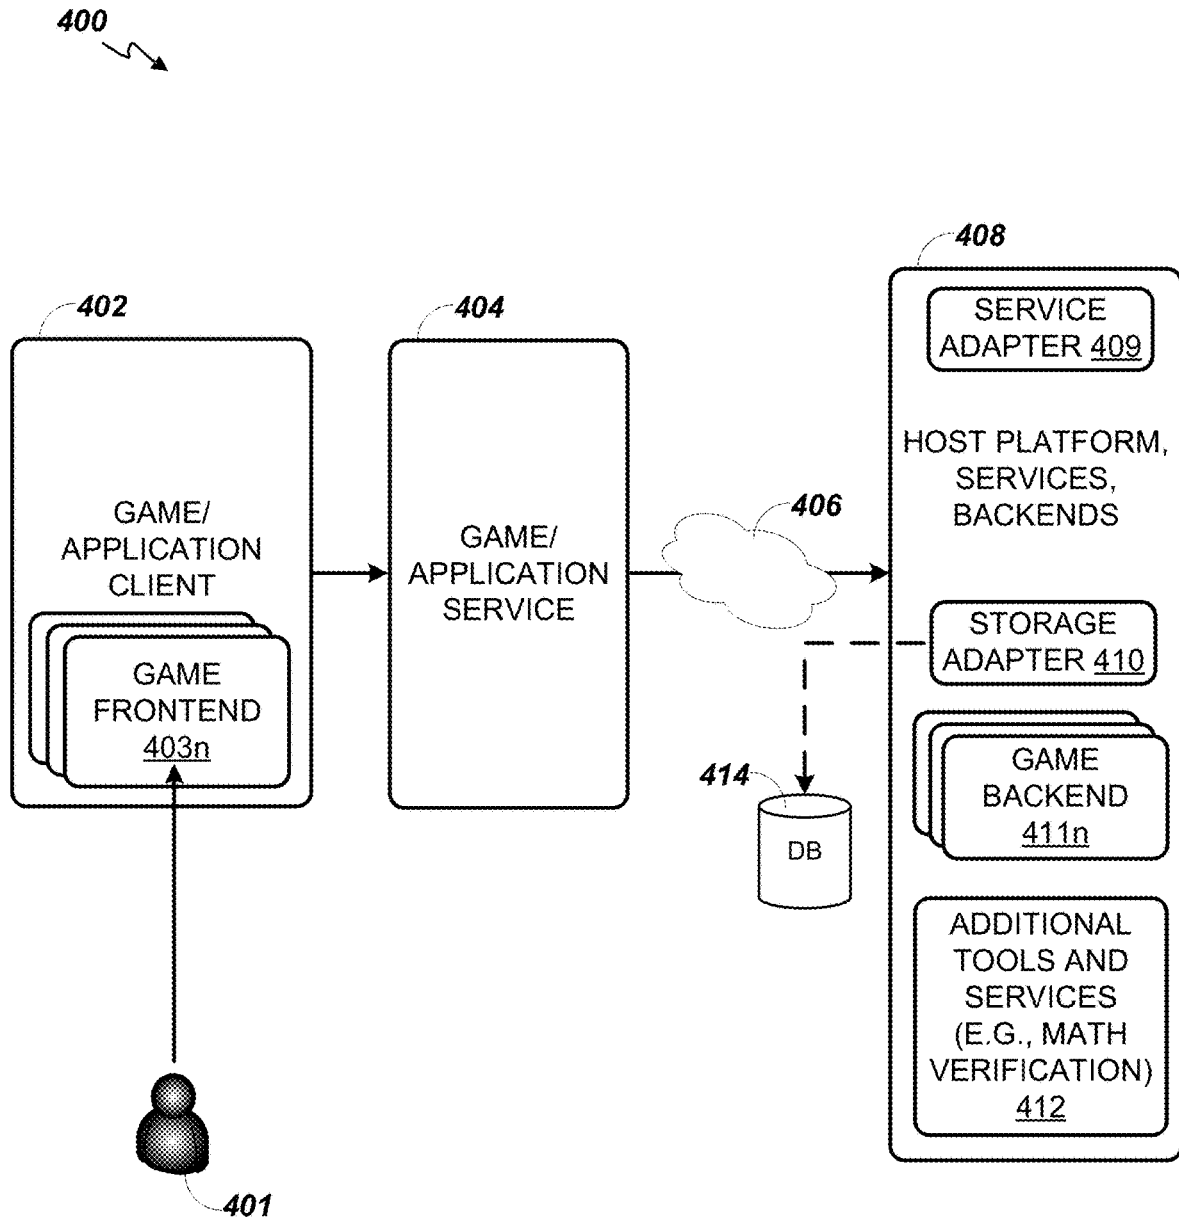 400
402
GAME/
APPLICATION
CLIENT
GAME
FRONTEND
403n
401
404
GAME/
APPLICATION
SERVICE
406
408
SERVICE
ADAPTER 409
HOST PLATFORM,
SERVICES,
BACKENDS
STORAGE
ADAPTER 410
GAME
BACKEND
411n
ADDITIONAL
TOOLS AND
SERVICES
(E.G., MATH
VERIFICATION)
412
414
DB